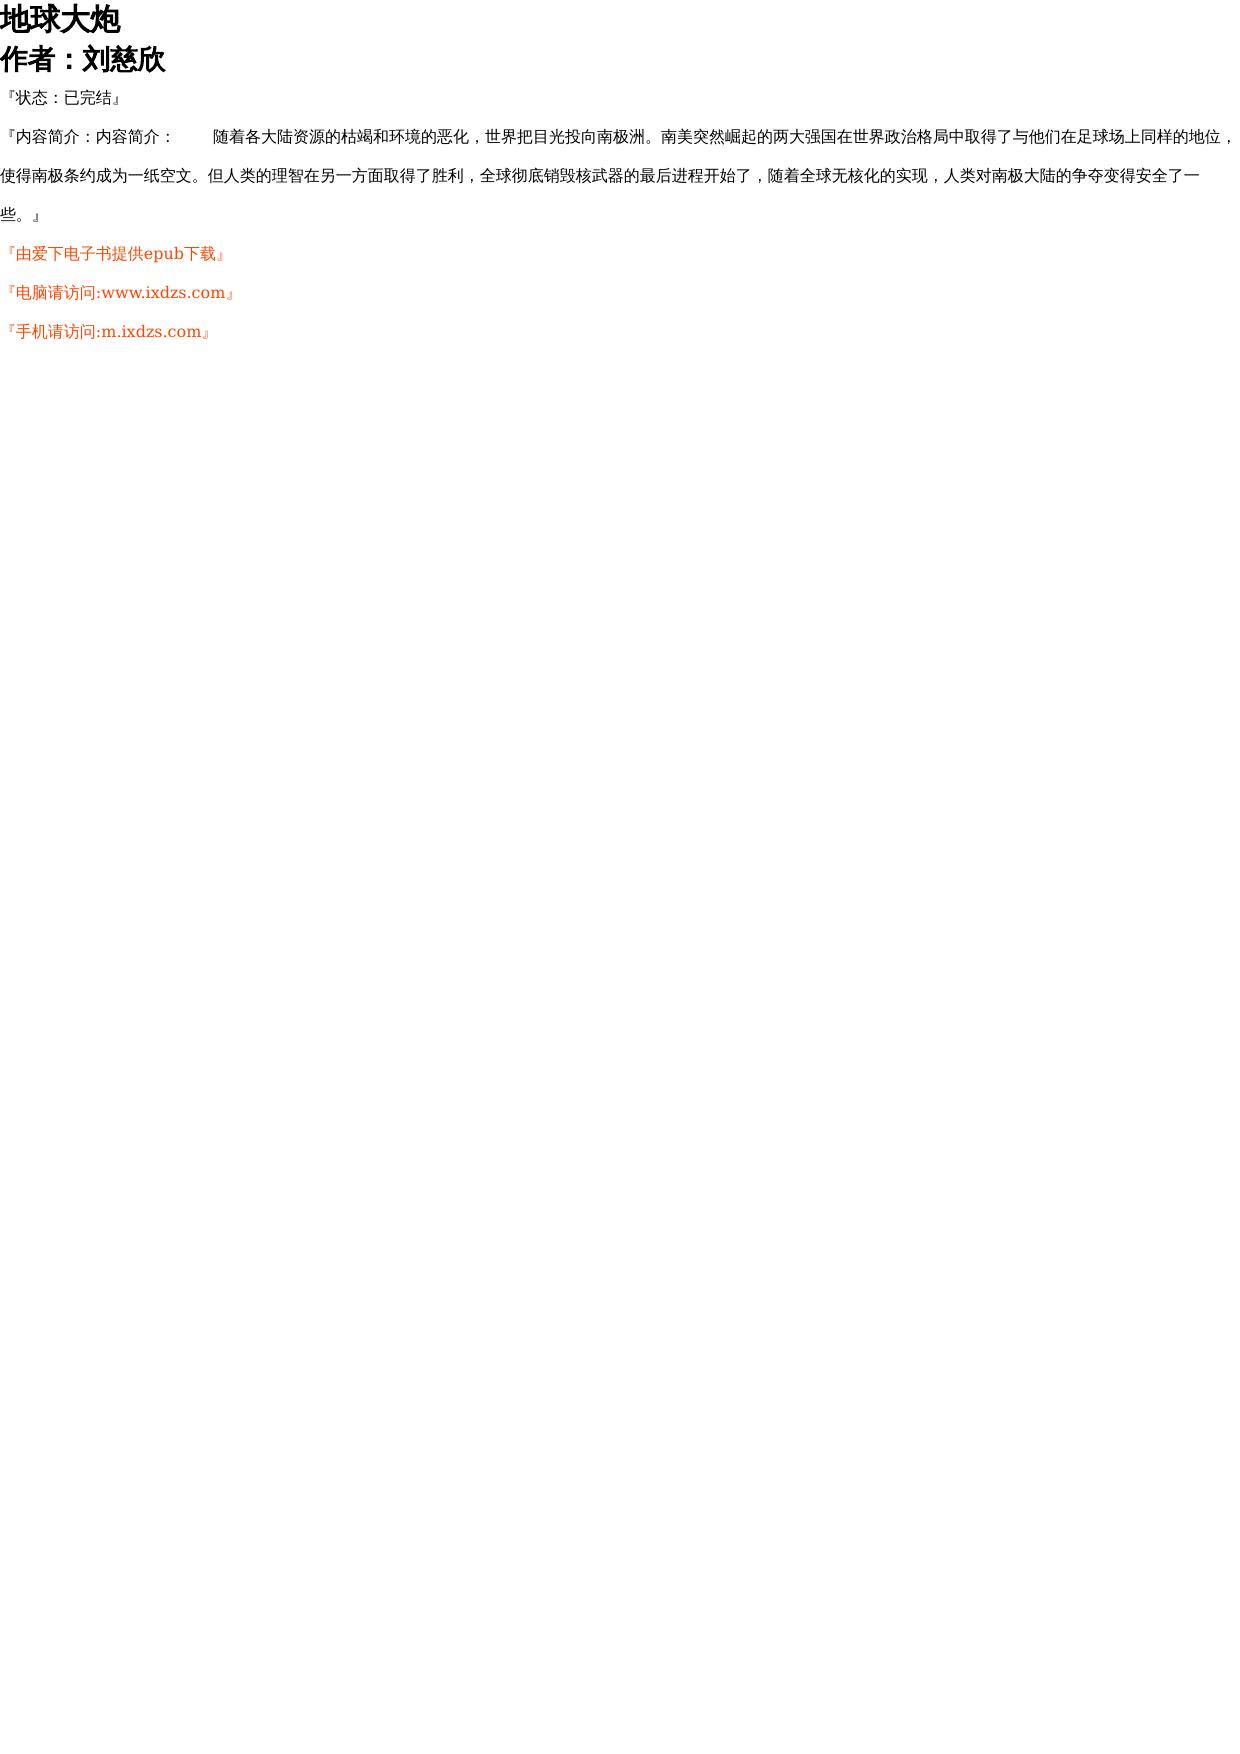 地球大炮
作者：刘慈欣
『状态：已完结』
『内容简介：内容简介：　　随着各大陆资源的枯竭和环境的恶化，世界把目光投向南极洲。南美突然崛起的两大强国在世界政治格局中取得了与他们在足球场上同样的地位，
使得南极条约成为一纸空文。但人类的理智在另一方面取得了胜利，全球彻底销毁核武器的最后进程开始了，随着全球无核化的实现，人类对南极大陆的争夺变得安全了一
些。』
『由爱下电子书提供epub下载』
『电脑请访问:www.ixdzs.com』
『手机请访问:m.ixdzs.com』